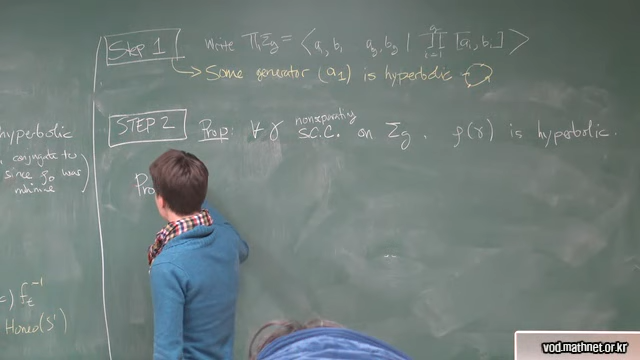 hyperbolic
conjugate to
since g₀ was
minimal
=) f_t⁻¹
Homeo(S¹)
Step 1 Write π₁Σg = ⟨a₁ b₁ ag, bg | ∏ᵍᵢ₌₁ [aᵢ, bᵢ]⟩
→ Some generator (a₁) is hyperbolic
STEP 2 Prop: ∀ γ nonseparating s.c.c. on Σg. ρ(γ) is hyperbolic.
Pro
vod.mathnet.or.kr